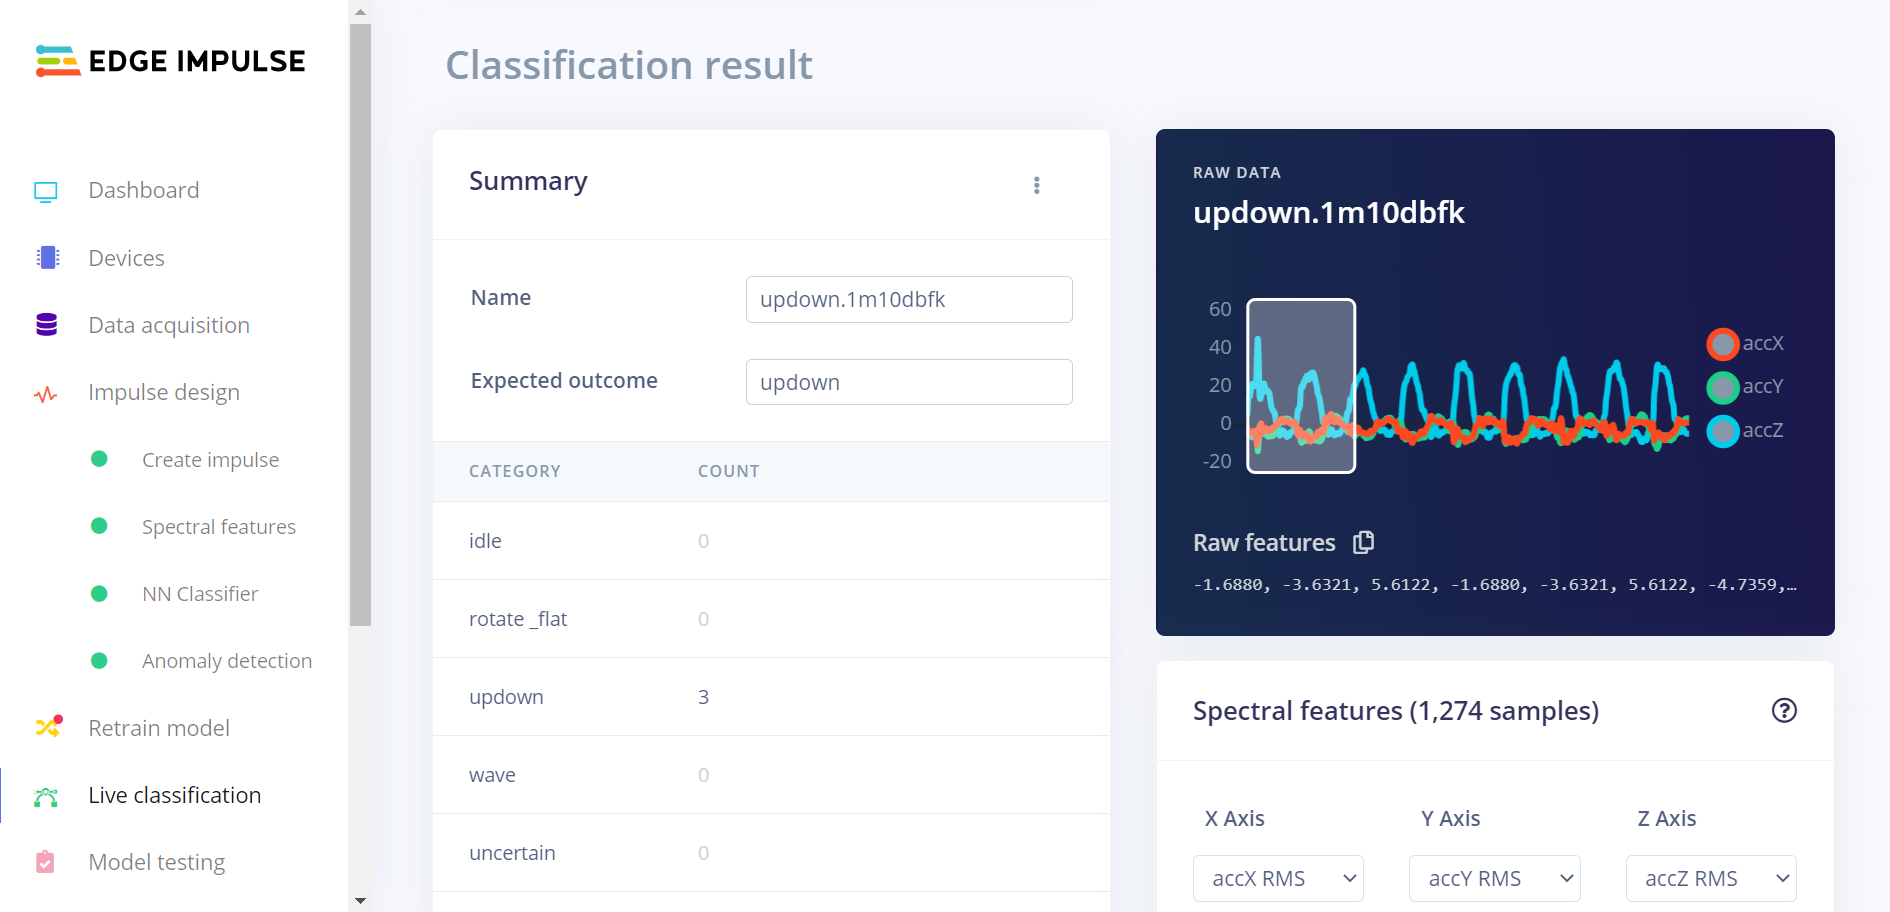 EDGE IMPULSE
Dashboard
Devices
Data acquisition
Impulse design
Create impulse
Spectral features
NN Classifier
Anomaly detection
Retrain model
Live classification
Model testing
Classification result
Summary
Name
updown.1m10dbfk
Expected outcome
updown
CATEGORY COUNT
idle 0
rotate _flat 0
updown 3
wave 0
uncertain 0
RAW DATA
updown.1m10dbfk
60
40
20
0
-20
accX
accY
accZ
Raw features
-1.6880, -3.6321, 5.6122, -1.6880, -3.6321, 5.6122, -4.7359,…
Spectral features (1,274 samples)
?
X Axis Y Axis Z Axis
accX RMS accY RMS accZ RMS